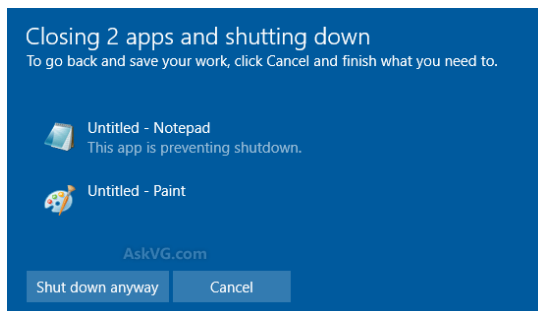 Closing 2 apps and shutting down
To go back and save your work, click Cancel and finish what you need to.
Untitled - Notepad
This app is preventing shutdown.
Untitled - Paint
AskVG.com
Shut down anyway
Cancel